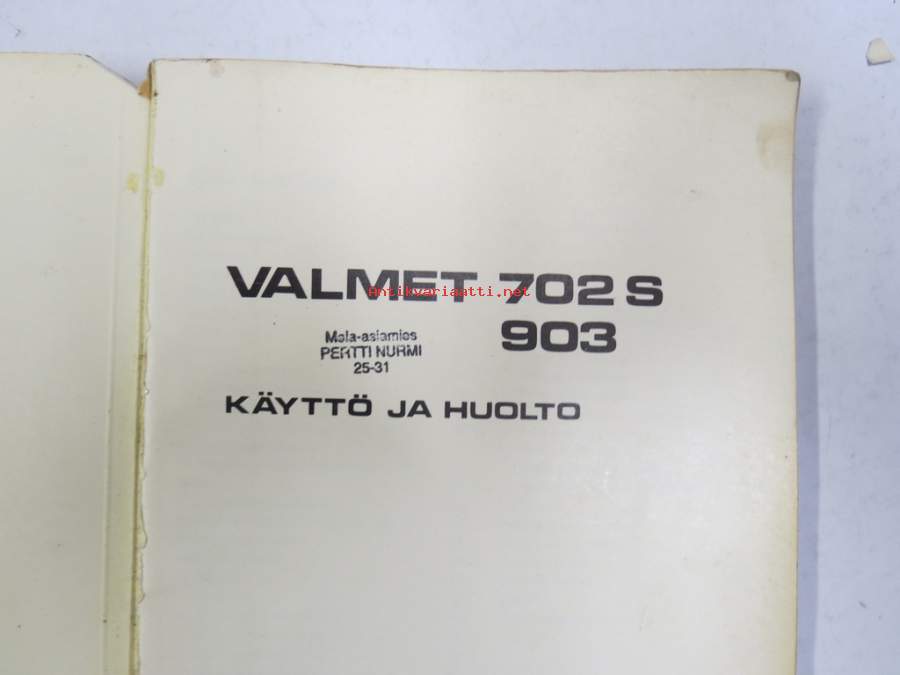 VALMET 702 S
Antikvariaatti.net
903
Mela-asiamies
PERTTI NURMI
25-31
KÄYTTÖ JA HUOLTO